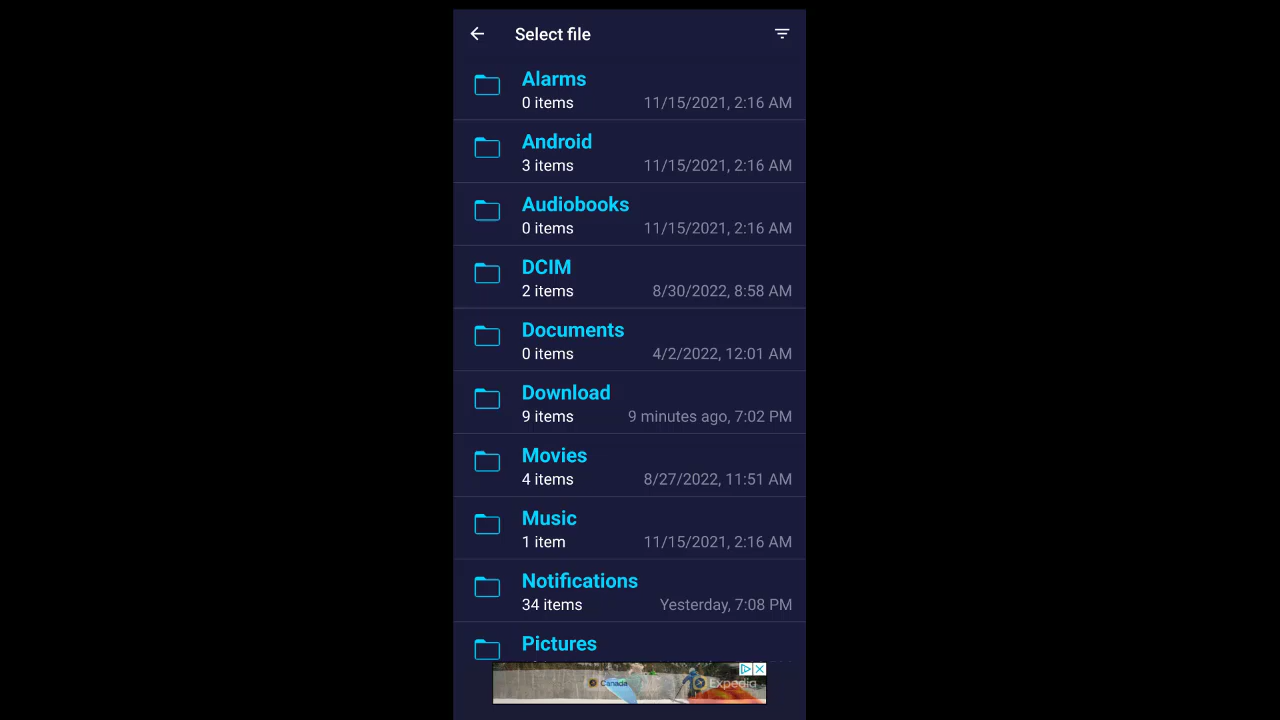 Select file
Alarms
0 items 11/15/2021, 2:16 AM
Android
3 items 11/15/2021, 2:16 AM
Audiobooks
0 items 11/15/2021, 2:16 AM
DCIM
2 items 8/30/2022, 8:58 AM
Documents
0 items 4/2/2022, 12:01 AM
Download
9 items 9 minutes ago, 7:02 PM
Movies
4 items 8/27/2022, 11:51 AM
Music
1 item 11/15/2021, 2:16 AM
Notifications
34 items Yesterday, 7:08 PM
Pictures
Canada Expedia